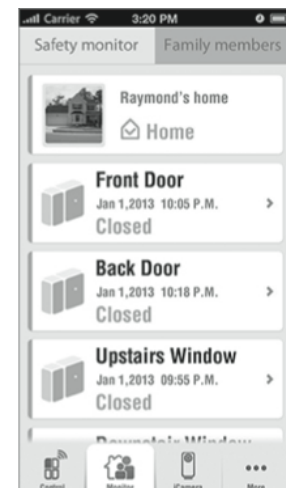 Carrier 3:20 PM
Safety monitor Family members
Raymond's home
Home
Front Door
Jan 1,2013 10:05 P.M.
Closed
Back Door
Jan 1,2013 10:18 P.M.
Closed
Upstairs Window
Jan 1,2013 09:55 P.M.
Closed
Downstair Window
Control Monitor iCamera More